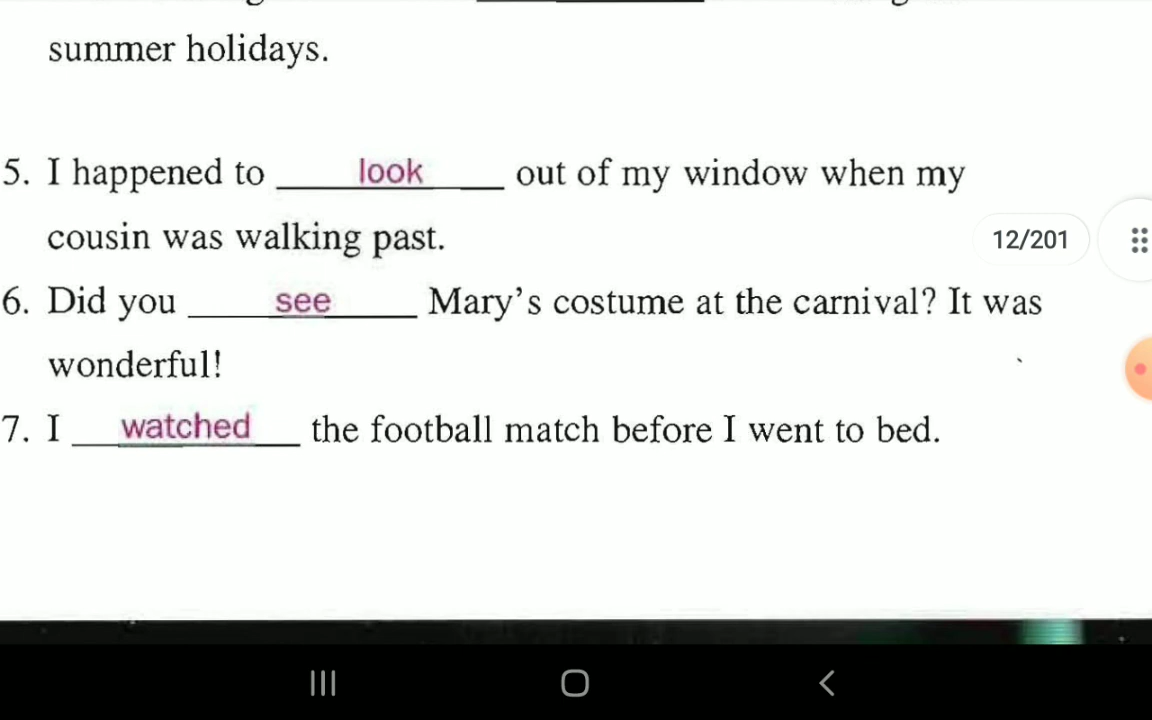 summer holidays.
5. I happened to look out of my window when my
cousin was walking past.
12/201
6. Did you see Mary's costume at the carnival? It was
wonderful!
7. I watched the football match before I went to bed.